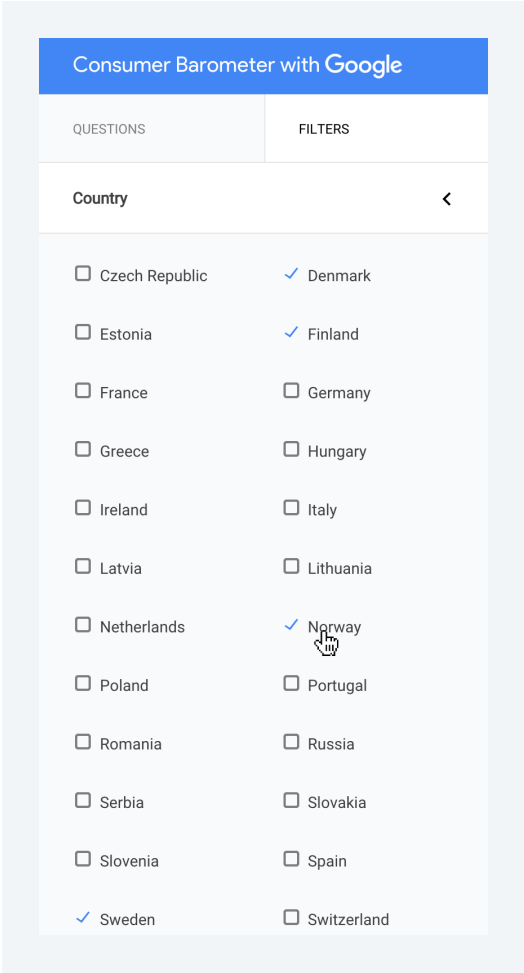 Consumer Barometer with Google
QUESTIONS FILTERS
Country
Czech Republic Denmark
Estonia Finland
France Germany
Greece Hungary
Ireland Italy
Latvia Lithuania
Netherlands Norway
Poland Portugal
Romania Russia
Serbia Slovakia
Slovenia Spain
Sweden Switzerland